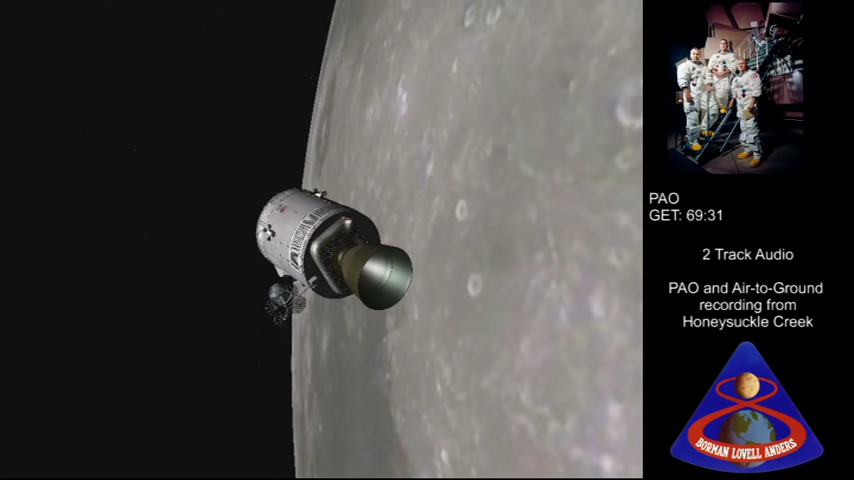 PAO
GET: 69:31
2 Track Audio
PAO and Air-to-Ground
recording from
Honeysuckle Creek
BORMAN LOVELL ANDERS